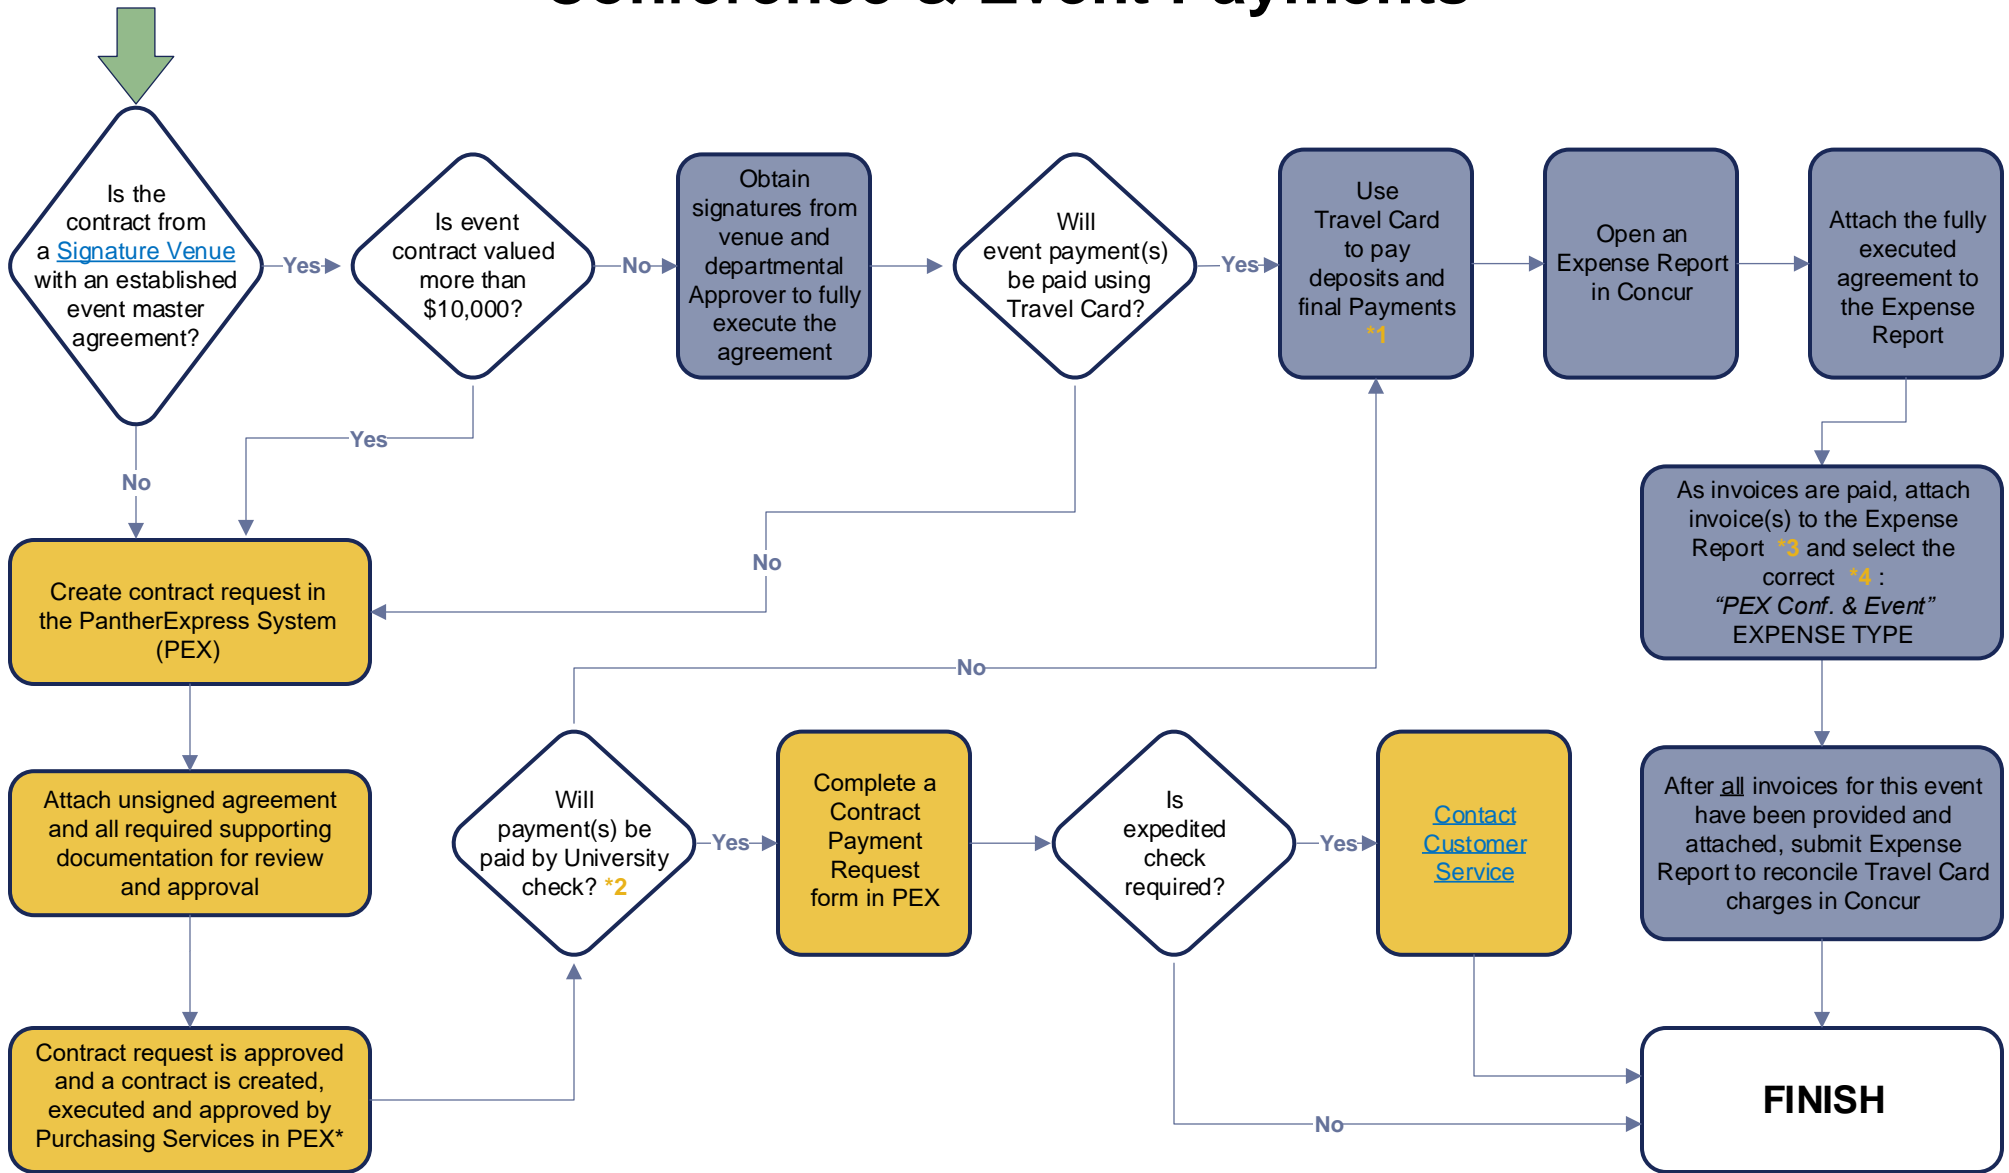 Conference & Event Payments
Is the
contract from
a Signature Venue
with an established
event master
agreement?
Yes
Is event
contract valued
more than
$10,000?
No
Obtain
signatures from
venue and
departmental
Approver to fully
execute the
agreement
Will
event payment(s)
be paid using
Travel Card?
Yes
Use
Travel Card
to pay
deposits and
final Payments
*1
Open an
Expense Report
in Concur
Attach the fully
executed
agreement to
the Expense
Report
Yes
No
No
As invoices are paid, attach
invoice(s) to the Expense
Report *3 and select the
correct *4 :
“PEX Conf. & Event”
EXPENSE TYPE
Create contract request in
the PantherExpress System
(PEX)
No
Attach unsigned agreement
and all required supporting
documentation for review
and approval
Will
payment(s) be
paid by University
check? *2
Yes
Complete a
Contract
Payment
Request
form in PEX
Is
expedited
check
required?
Yes
Contact
Customer
Service
After all invoices for this event
have been provided and
attached, submit Expense
Report to reconcile Travel Card
charges in Concur
Contract request is approved
and a contract is created,
executed and approved by
Purchasing Services in PEX*
No
FINISH